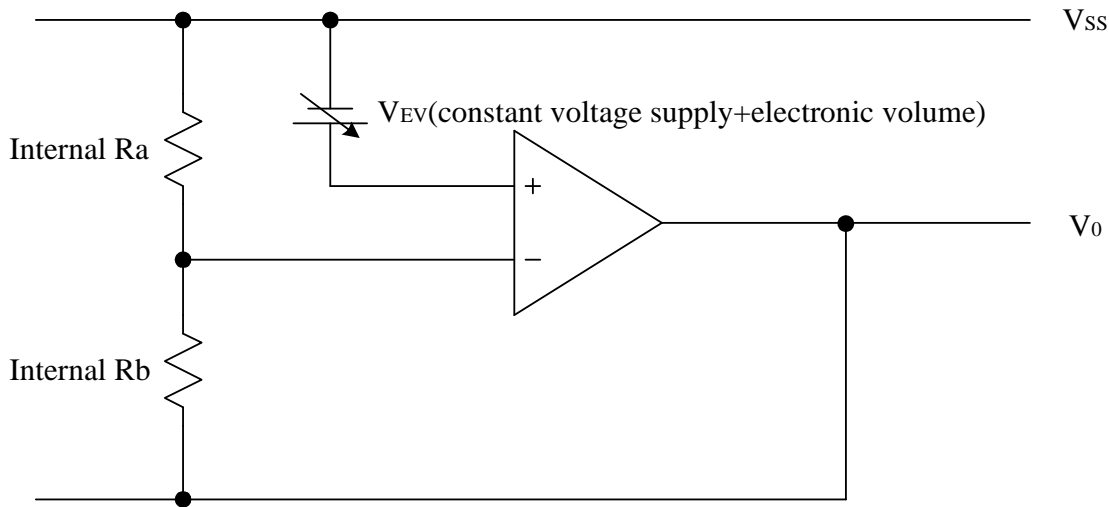 VSS
VEV(constant voltage supply+electronic volume)
Internal Ra
+
V0
−
Internal Rb